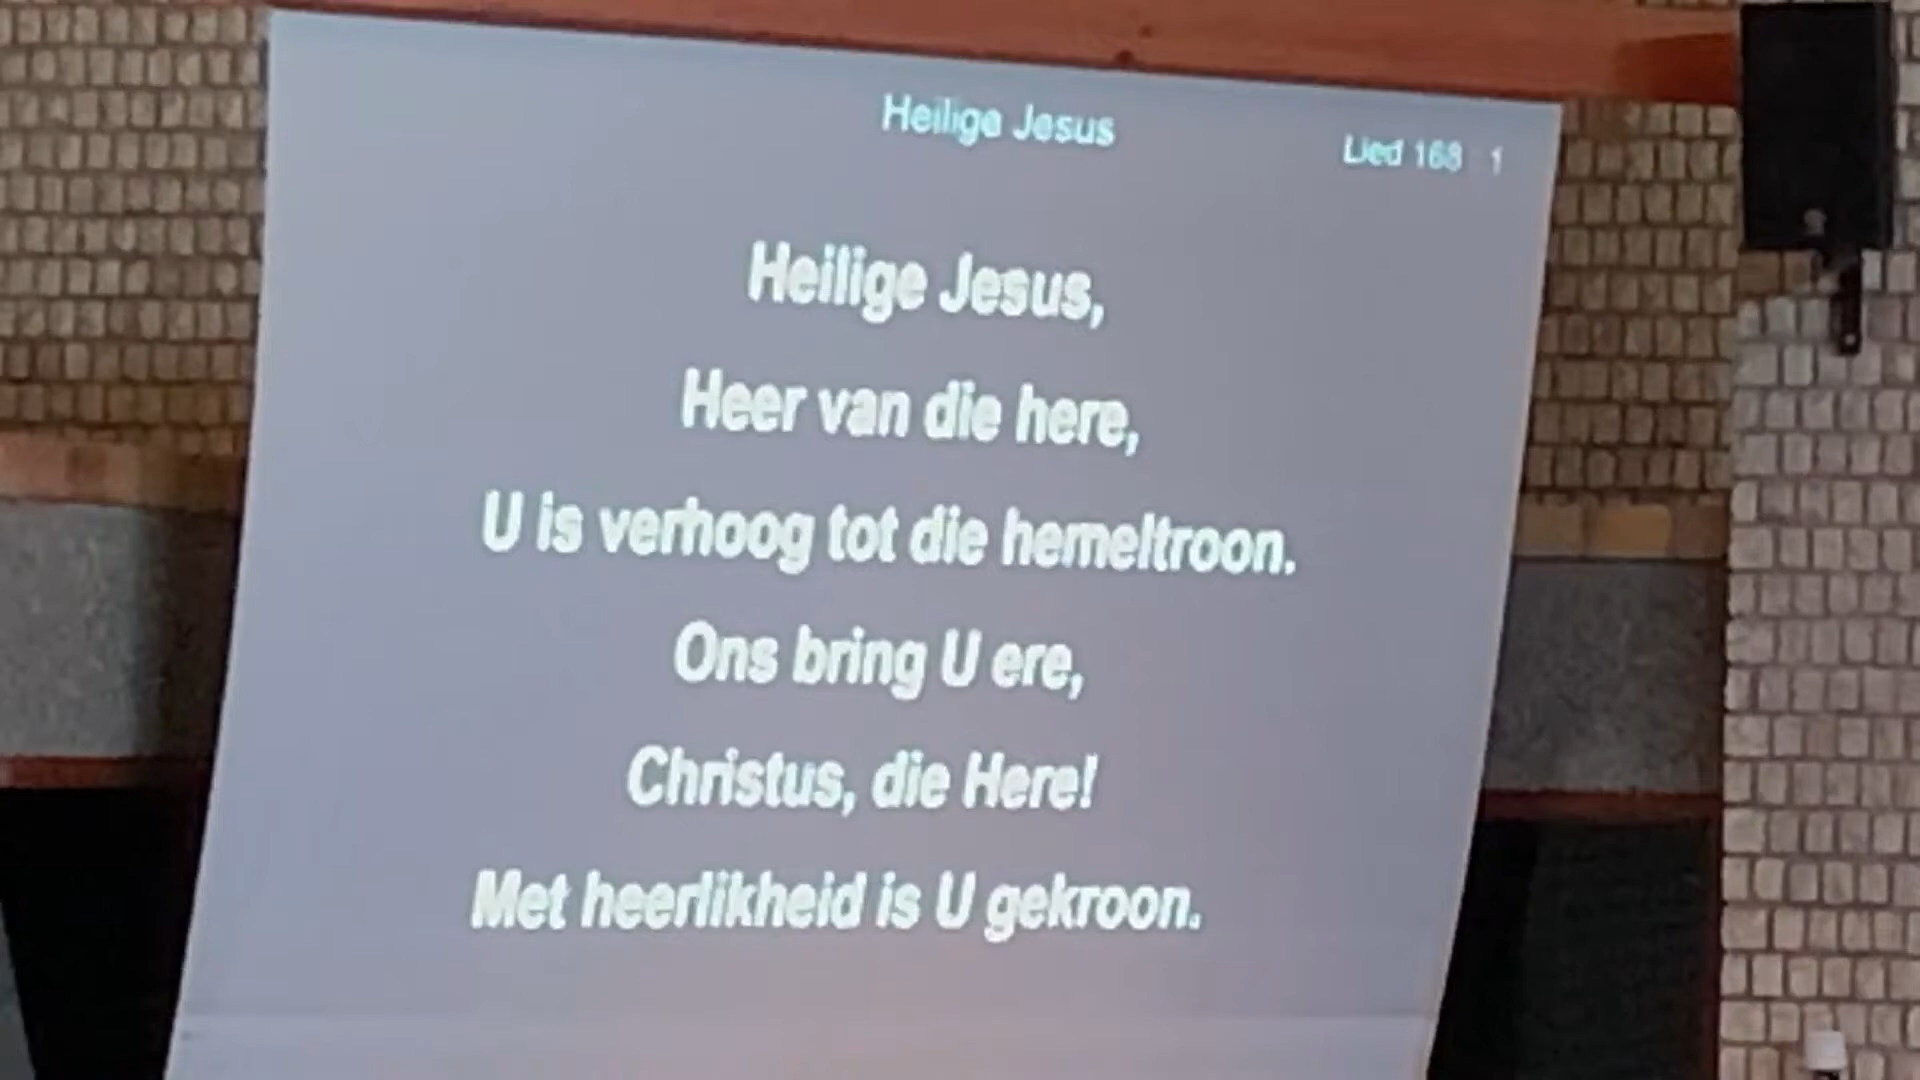 Heilige Jesus
Lied 168 : 1
Heilige Jesus,
Heer van die here,
U is verhoog tot die hemeltroon.
Ons bring U ere,
Christus, die Here!
Met heerlikheid is U gekroon.